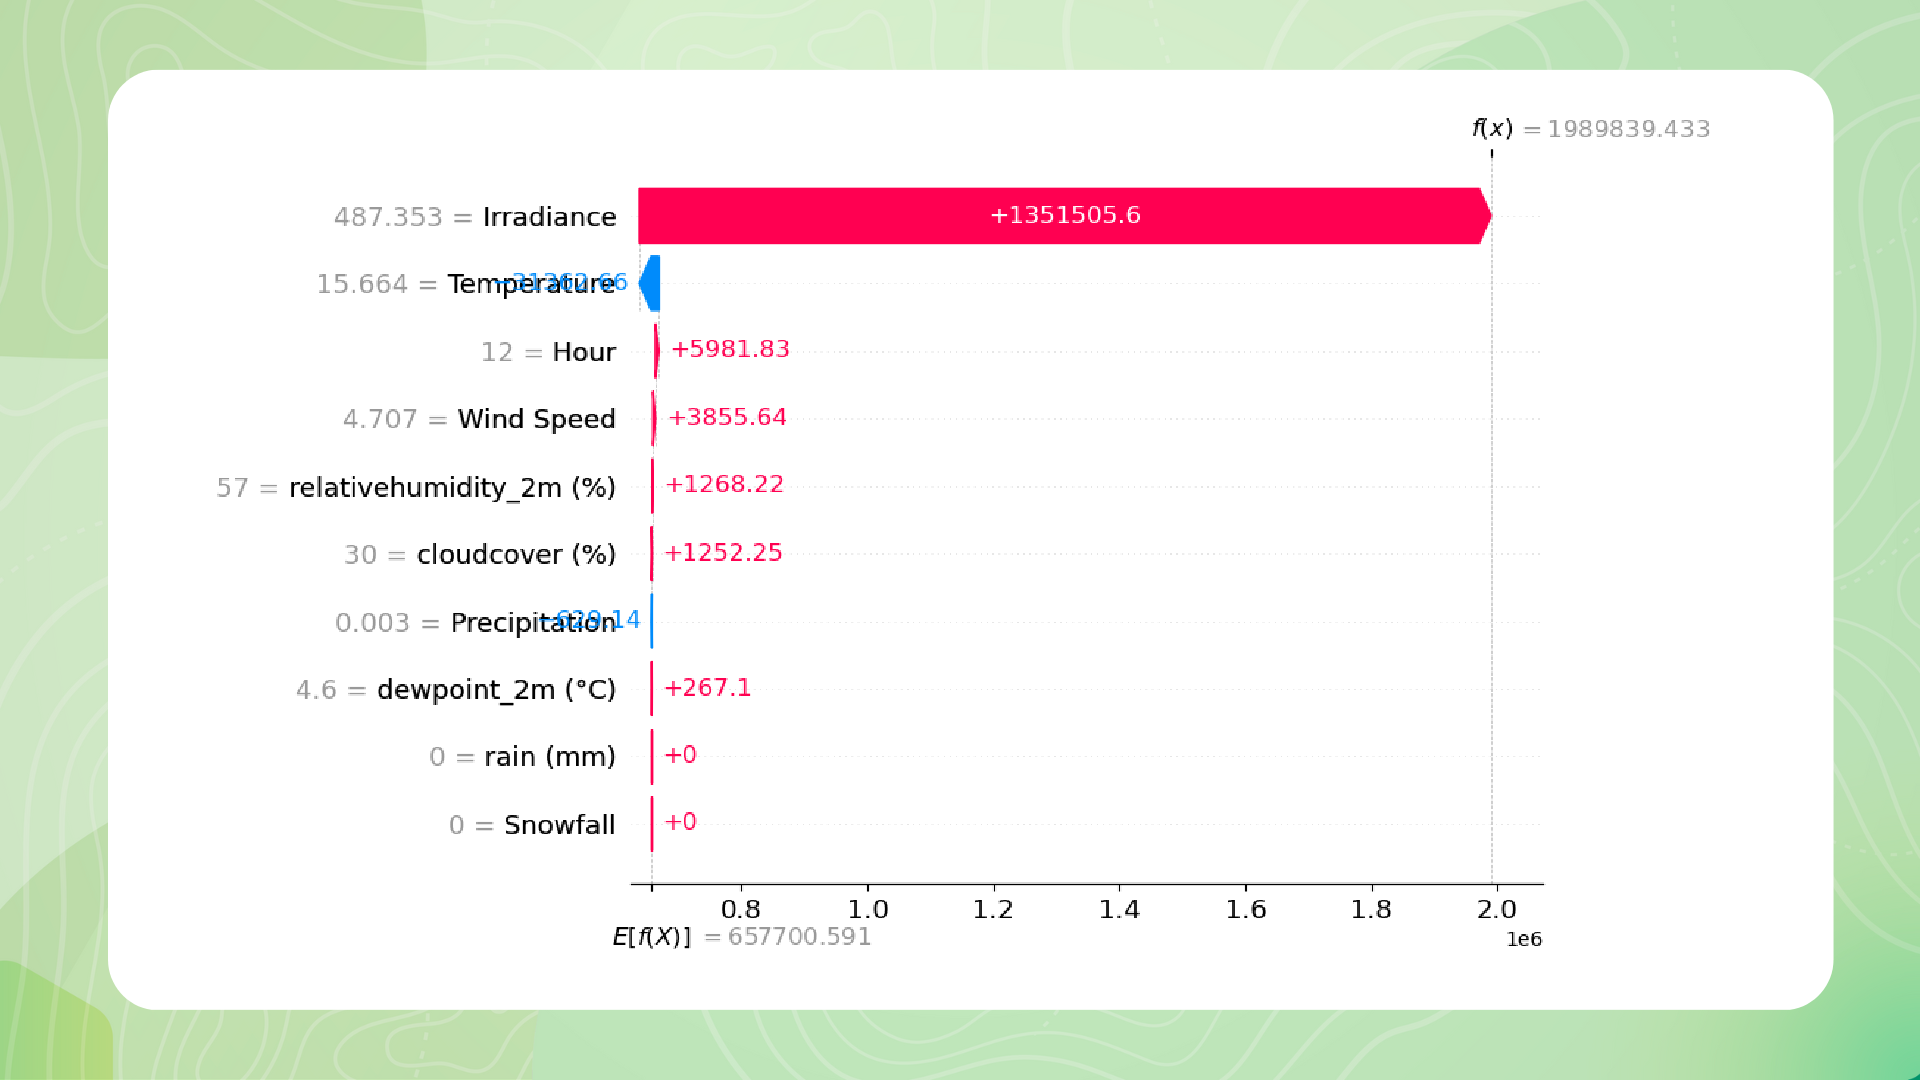 f(x) = 1989839.433
487.353 = Irradiance +1351505.6
15.664 = Temperature −31362.66
12 = Hour +5981.83
4.707 = Wind Speed +3855.64
57 = relativehumidity_2m (%) +1268.22
30 = cloudcover (%) +1252.25
0.003 = Precipitation −629.14
4.6 = dewpoint_2m (°C) +267.1
0 = rain (mm) +0
0 = Snowfall +0
0.8 1.0 1.2 1.4 1.6 1.8 2.0
E[f(X)] = 657700.591
1e6